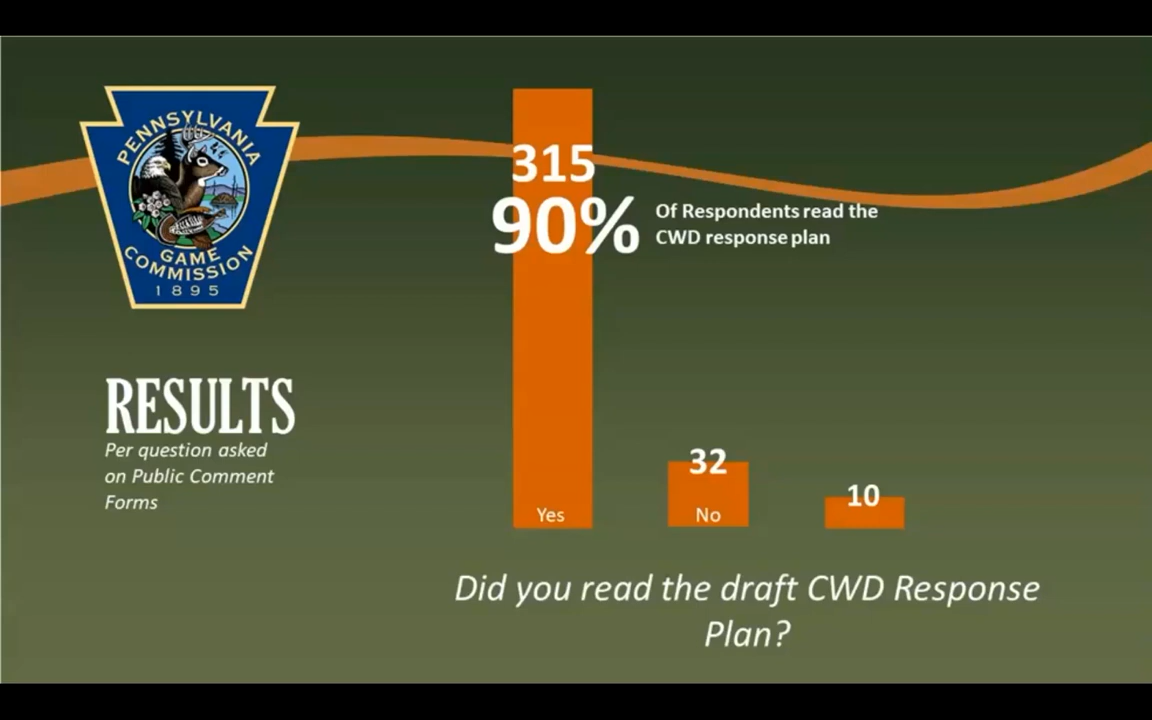 PENNSYLVANIA
GAME
COMMISSION
1895
RESULTS
Per question asked
on Public Comment
Forms
315
90%
Of Respondents read the
CWD response plan
32
10
Yes
No
Did you read the draft CWD Response
Plan?